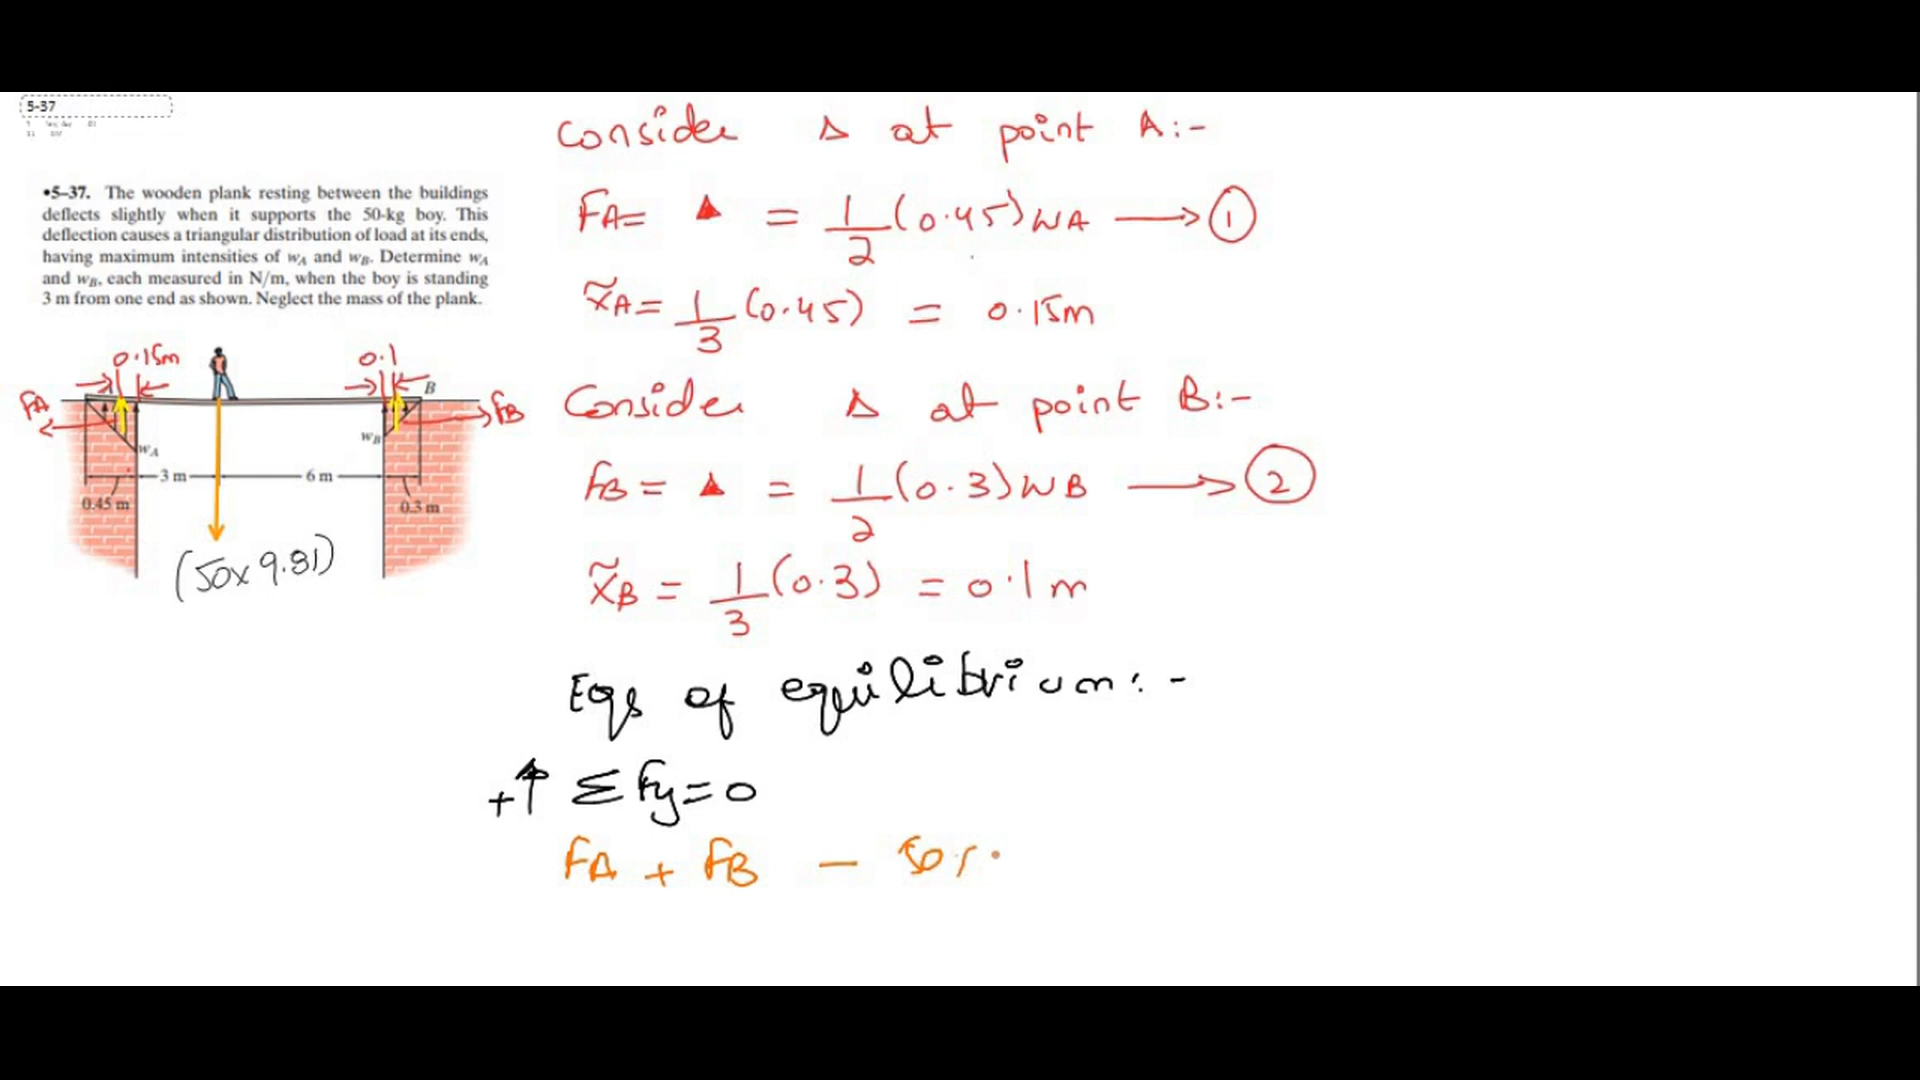 5-37
•5–37. The wooden plank resting between the buildings
deflects slightly when it supports the 50-kg boy. This
deflection causes a triangular distribution of load at its ends,
having maximum intensities of wA and wB. Determine wA
and wB, each measured in N/m, when the boy is standing
3 m from one end as shown. Neglect the mass of the plank.
0.15m
0.1
A
B
FA
FB
wA
wB
3 m
6 m
0.45 m
0.3 m
(50x9.81)
Consider Δ at point A:-
FA= ▲ = 1/2 (0.45) WA → ①
x̃A= 1/3 (0.45) = 0.15m
Consider Δ at point B:-
FB = ▲ = 1/2 (0.3) WB → ②
x̃B = 1/3 (0.3) = 0.1m
Eqs of equilibrium:-
+↑ ΣFy=0
FA + FB - 50